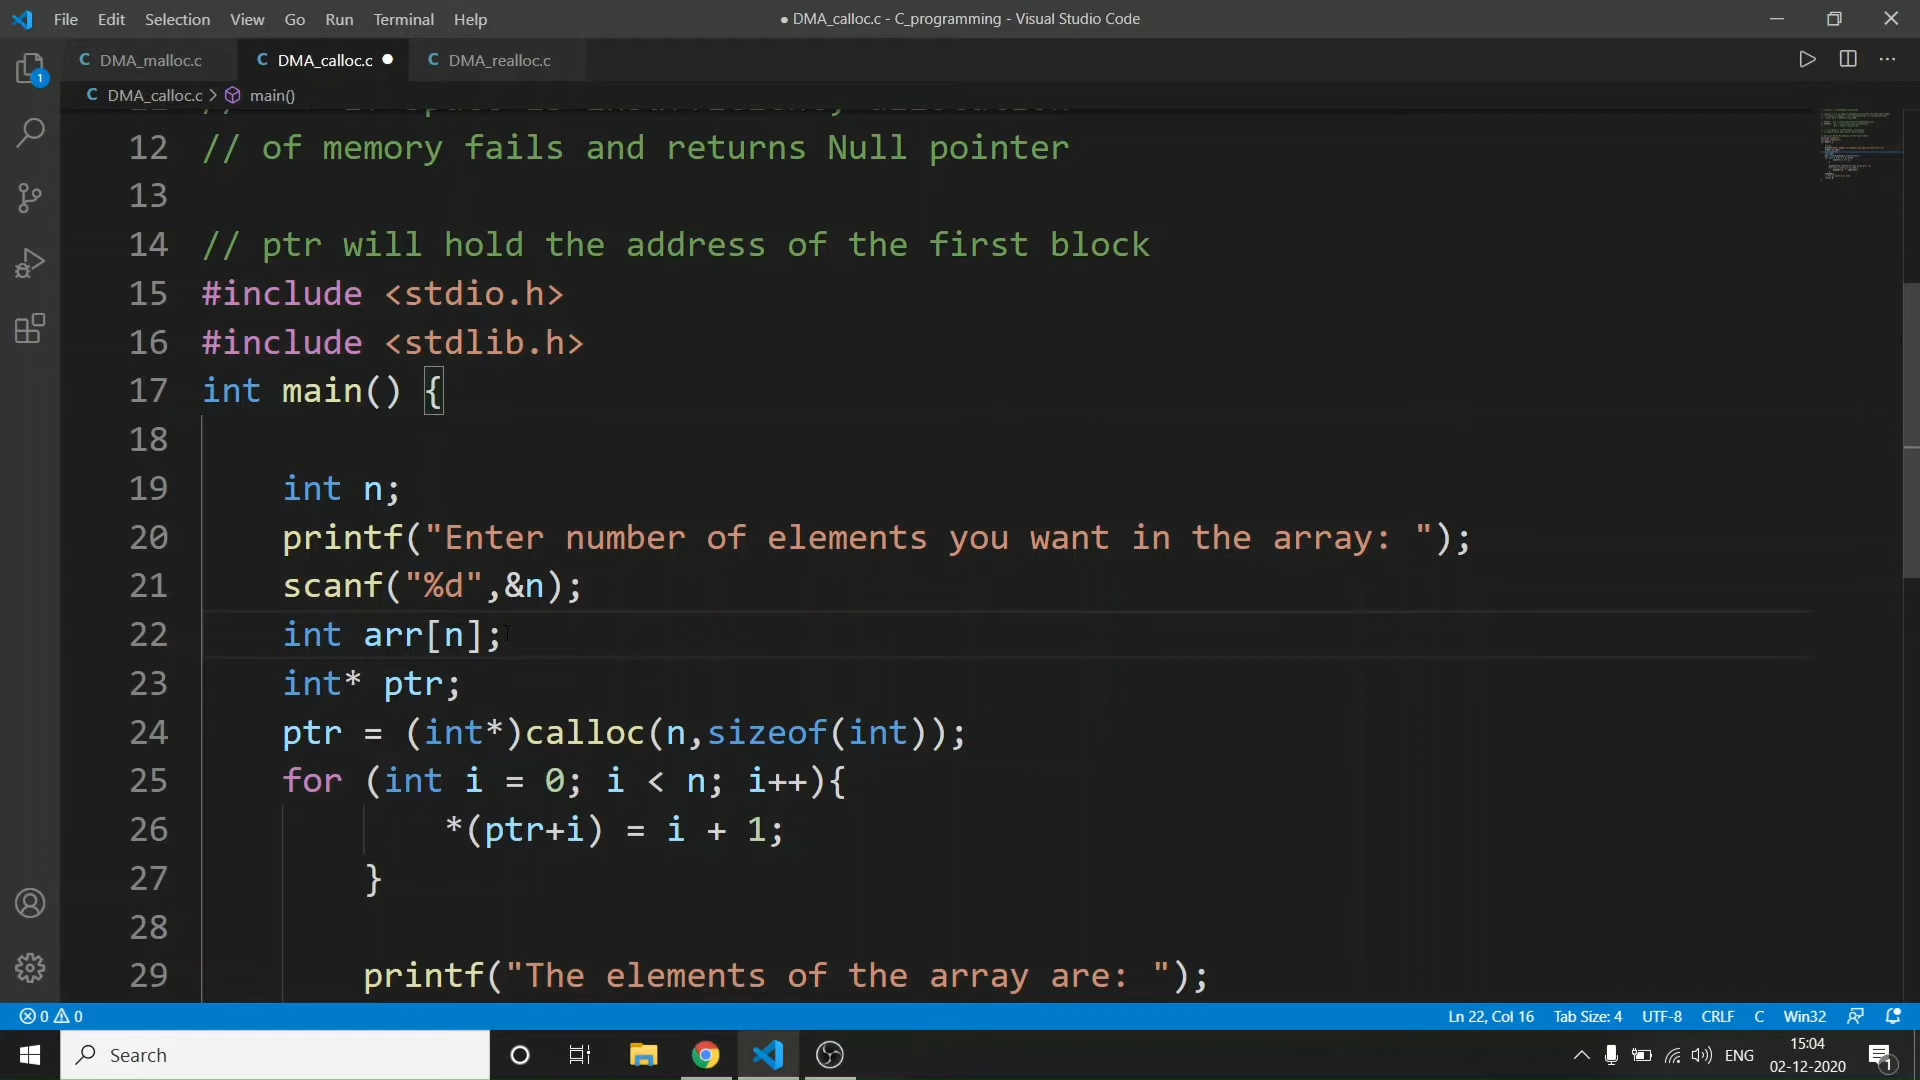 File Edit Selection View Go Run Terminal Help
● DMA_calloc.c - C_programming - Visual Studio Code
C DMA_malloc.c C DMA_calloc.c ● C DMA_realloc.c
C DMA_calloc.c > main()
12 // of memory fails and returns Null pointer
13
14 // ptr will hold the address of the first block
15 #include <stdio.h>
16 #include <stdlib.h>
17 int main() {
18
19 int n;
20 printf("Enter number of elements you want in the array: ");
21 scanf("%d",&n);
22 int arr[n];
23 int* ptr;
24 ptr = (int*)calloc(n,sizeof(int));
25 for (int i = 0; i < n; i++){
26 *(ptr+i) = i + 1;
27 }
28
29 printf("The elements of the array are: ");
0 0 Ln 22, Col 16 Tab Size: 4 UTF-8 CRLF C Win32
Search ENG 15:04
02-12-2020
1
1